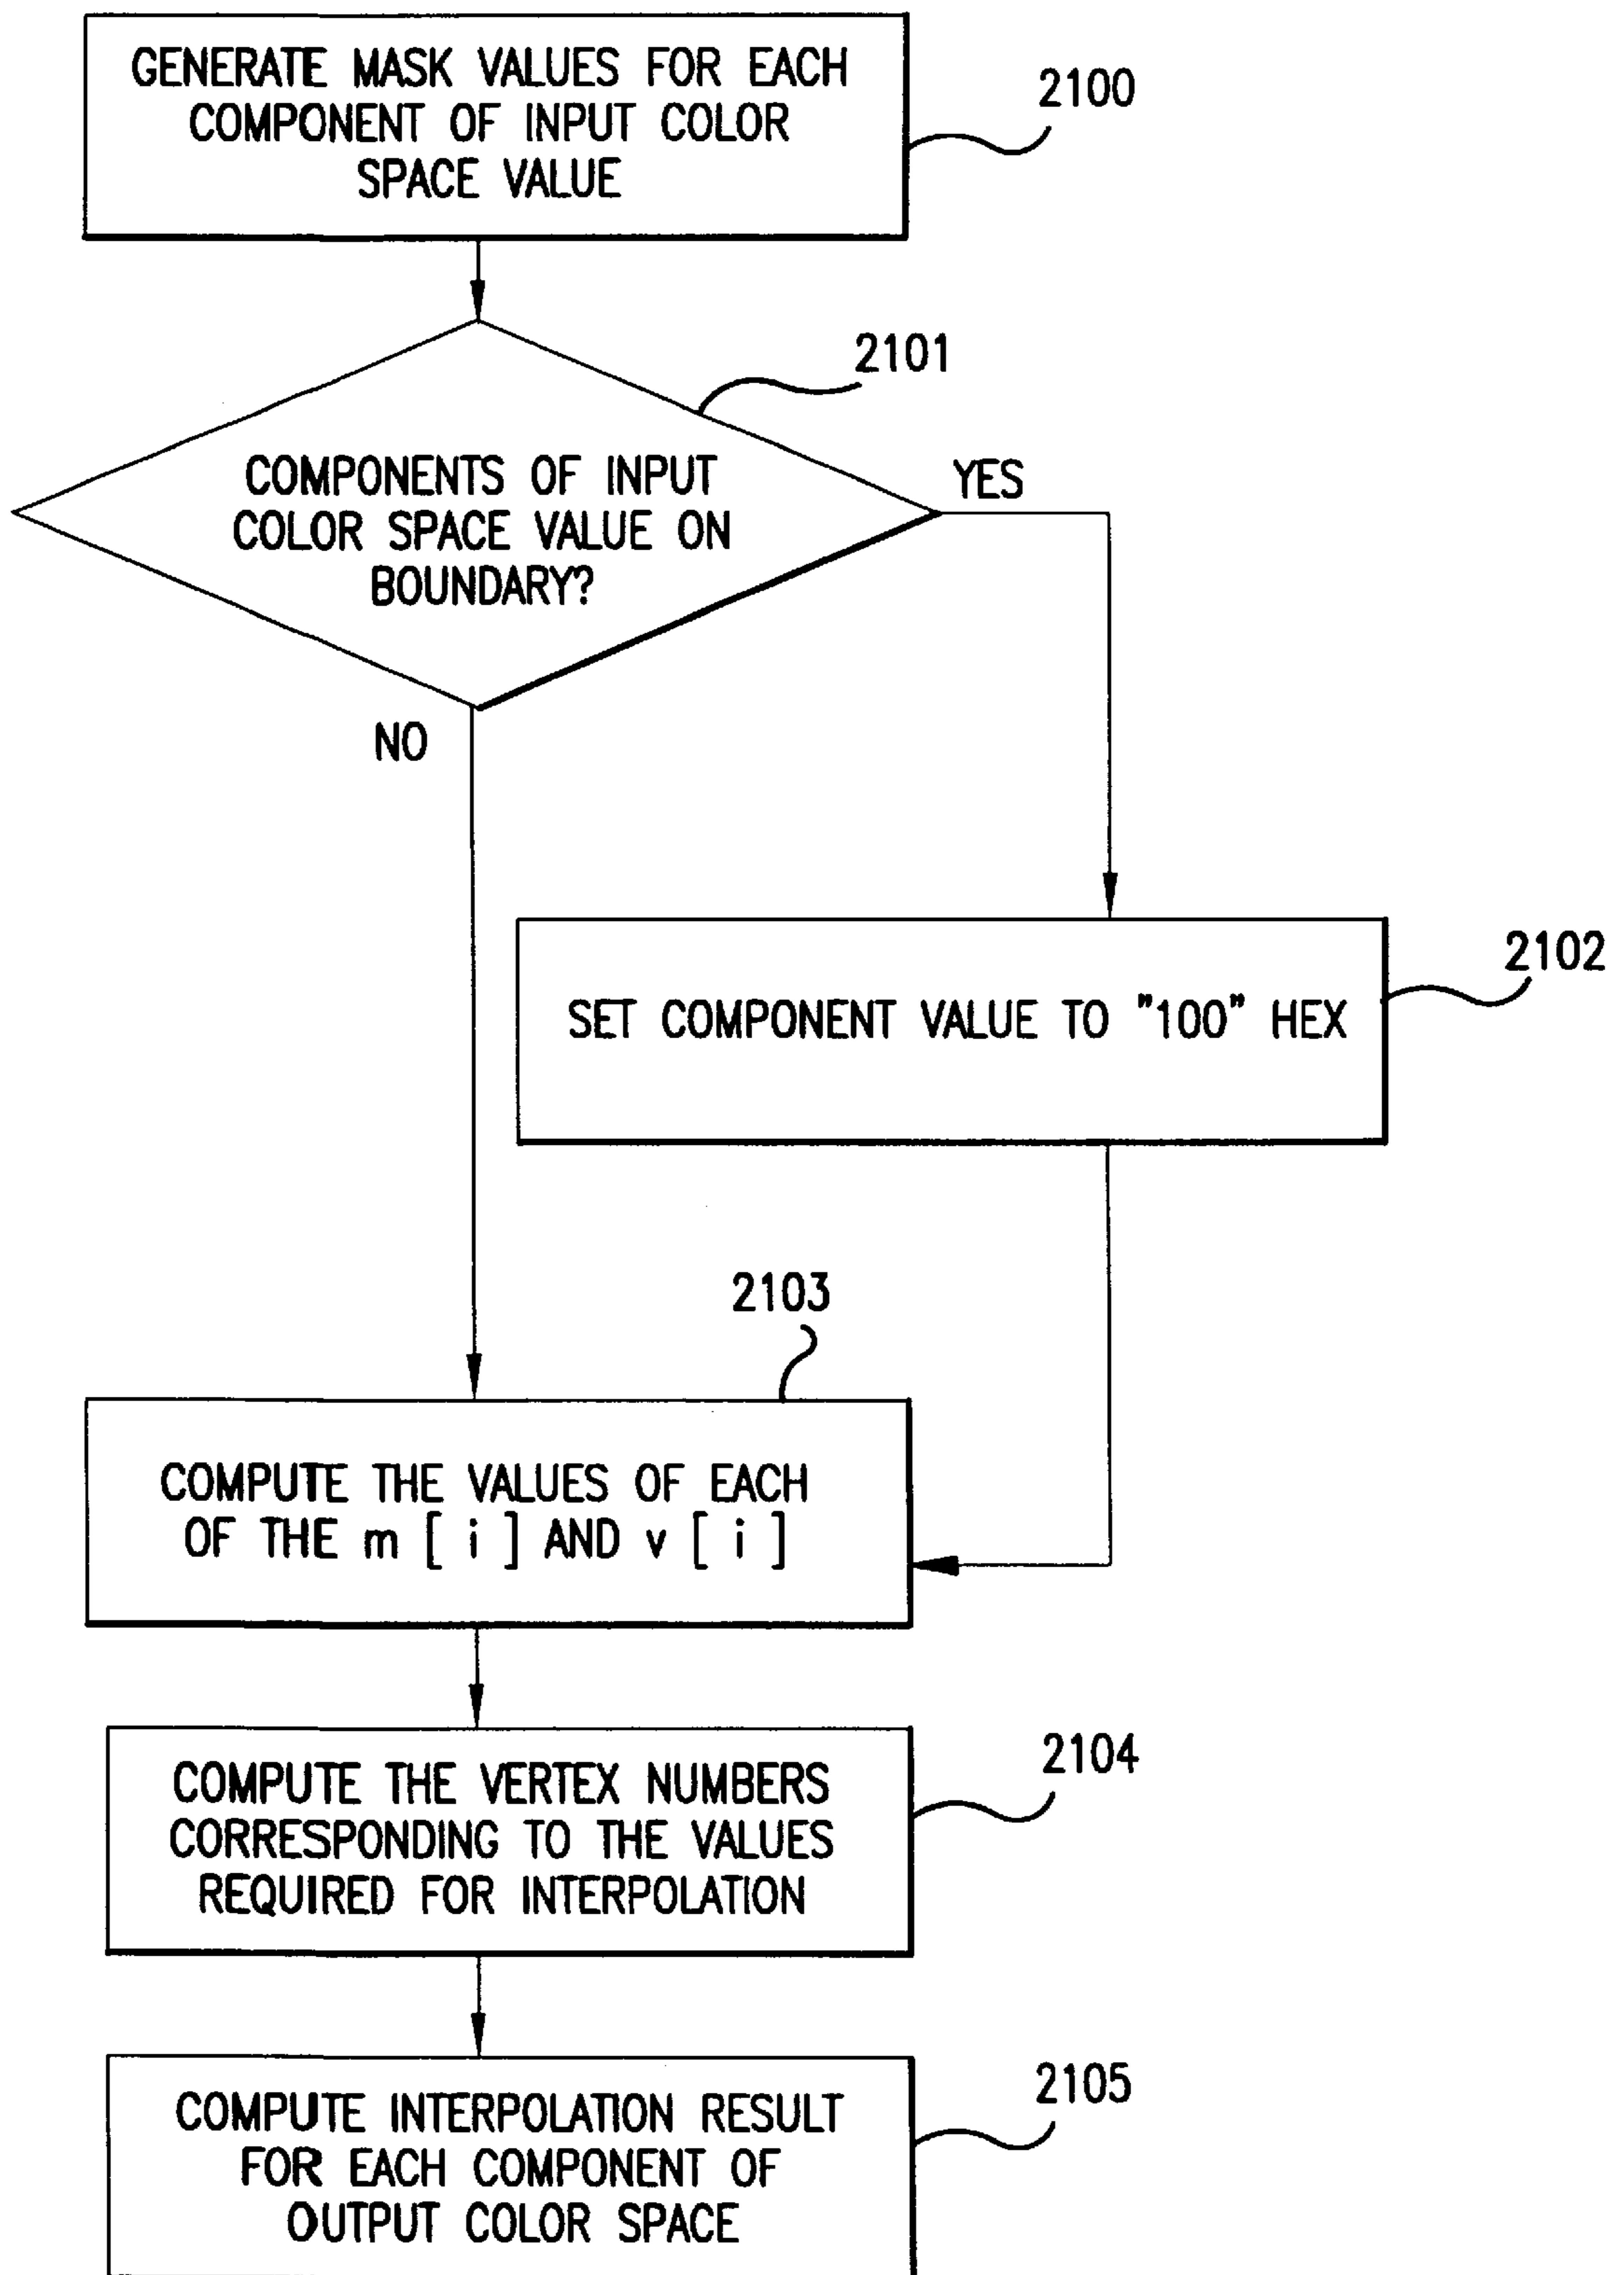 GENERATE MASK VALUES FOR EACH
COMPONENT OF INPUT COLOR
SPACE VALUE
2100
2101
COMPONENTS OF INPUT
COLOR SPACE VALUE ON
BOUNDARY?
YES
NO
2102
SET COMPONENT VALUE TO "100" HEX
2103
COMPUTE THE VALUES OF EACH
OF THE m [ i ] AND v [ i ]
2104
COMPUTE THE VERTEX NUMBERS
CORRESPONDING TO THE VALUES
REQUIRED FOR INTERPOLATION
2105
COMPUTE INTERPOLATION RESULT
FOR EACH COMPONENT OF
OUTPUT COLOR SPACE